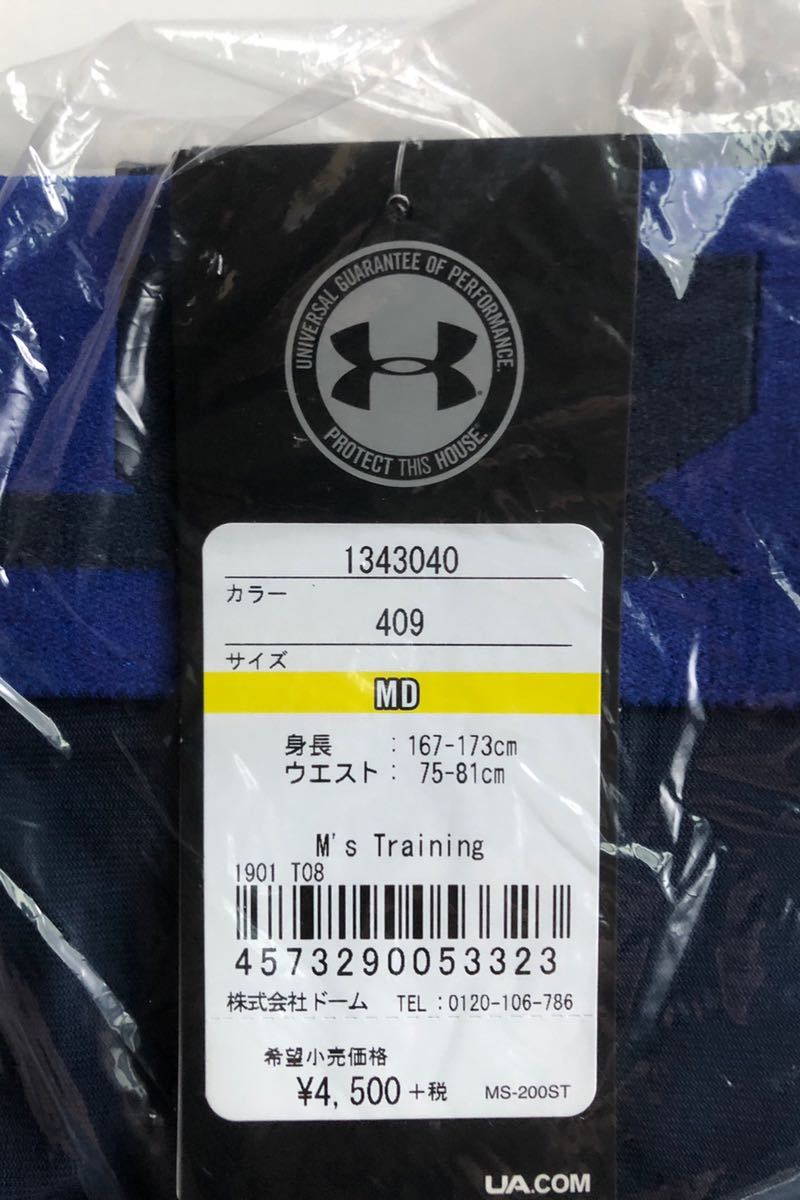 UNIVERSAL GUARANTEE OF PERFORMANCE.
PROTECT THIS HOUSE.
1343040
カラー
409
サイズ
MD
身長 : 167-173cm
ウエスト : 75-81cm
M's Training
1901 T08
4573290053323
株式会社ドーム TEL : 0120-106-786
希望小売価格
¥4,500 +税 MS-200ST
UA.COM